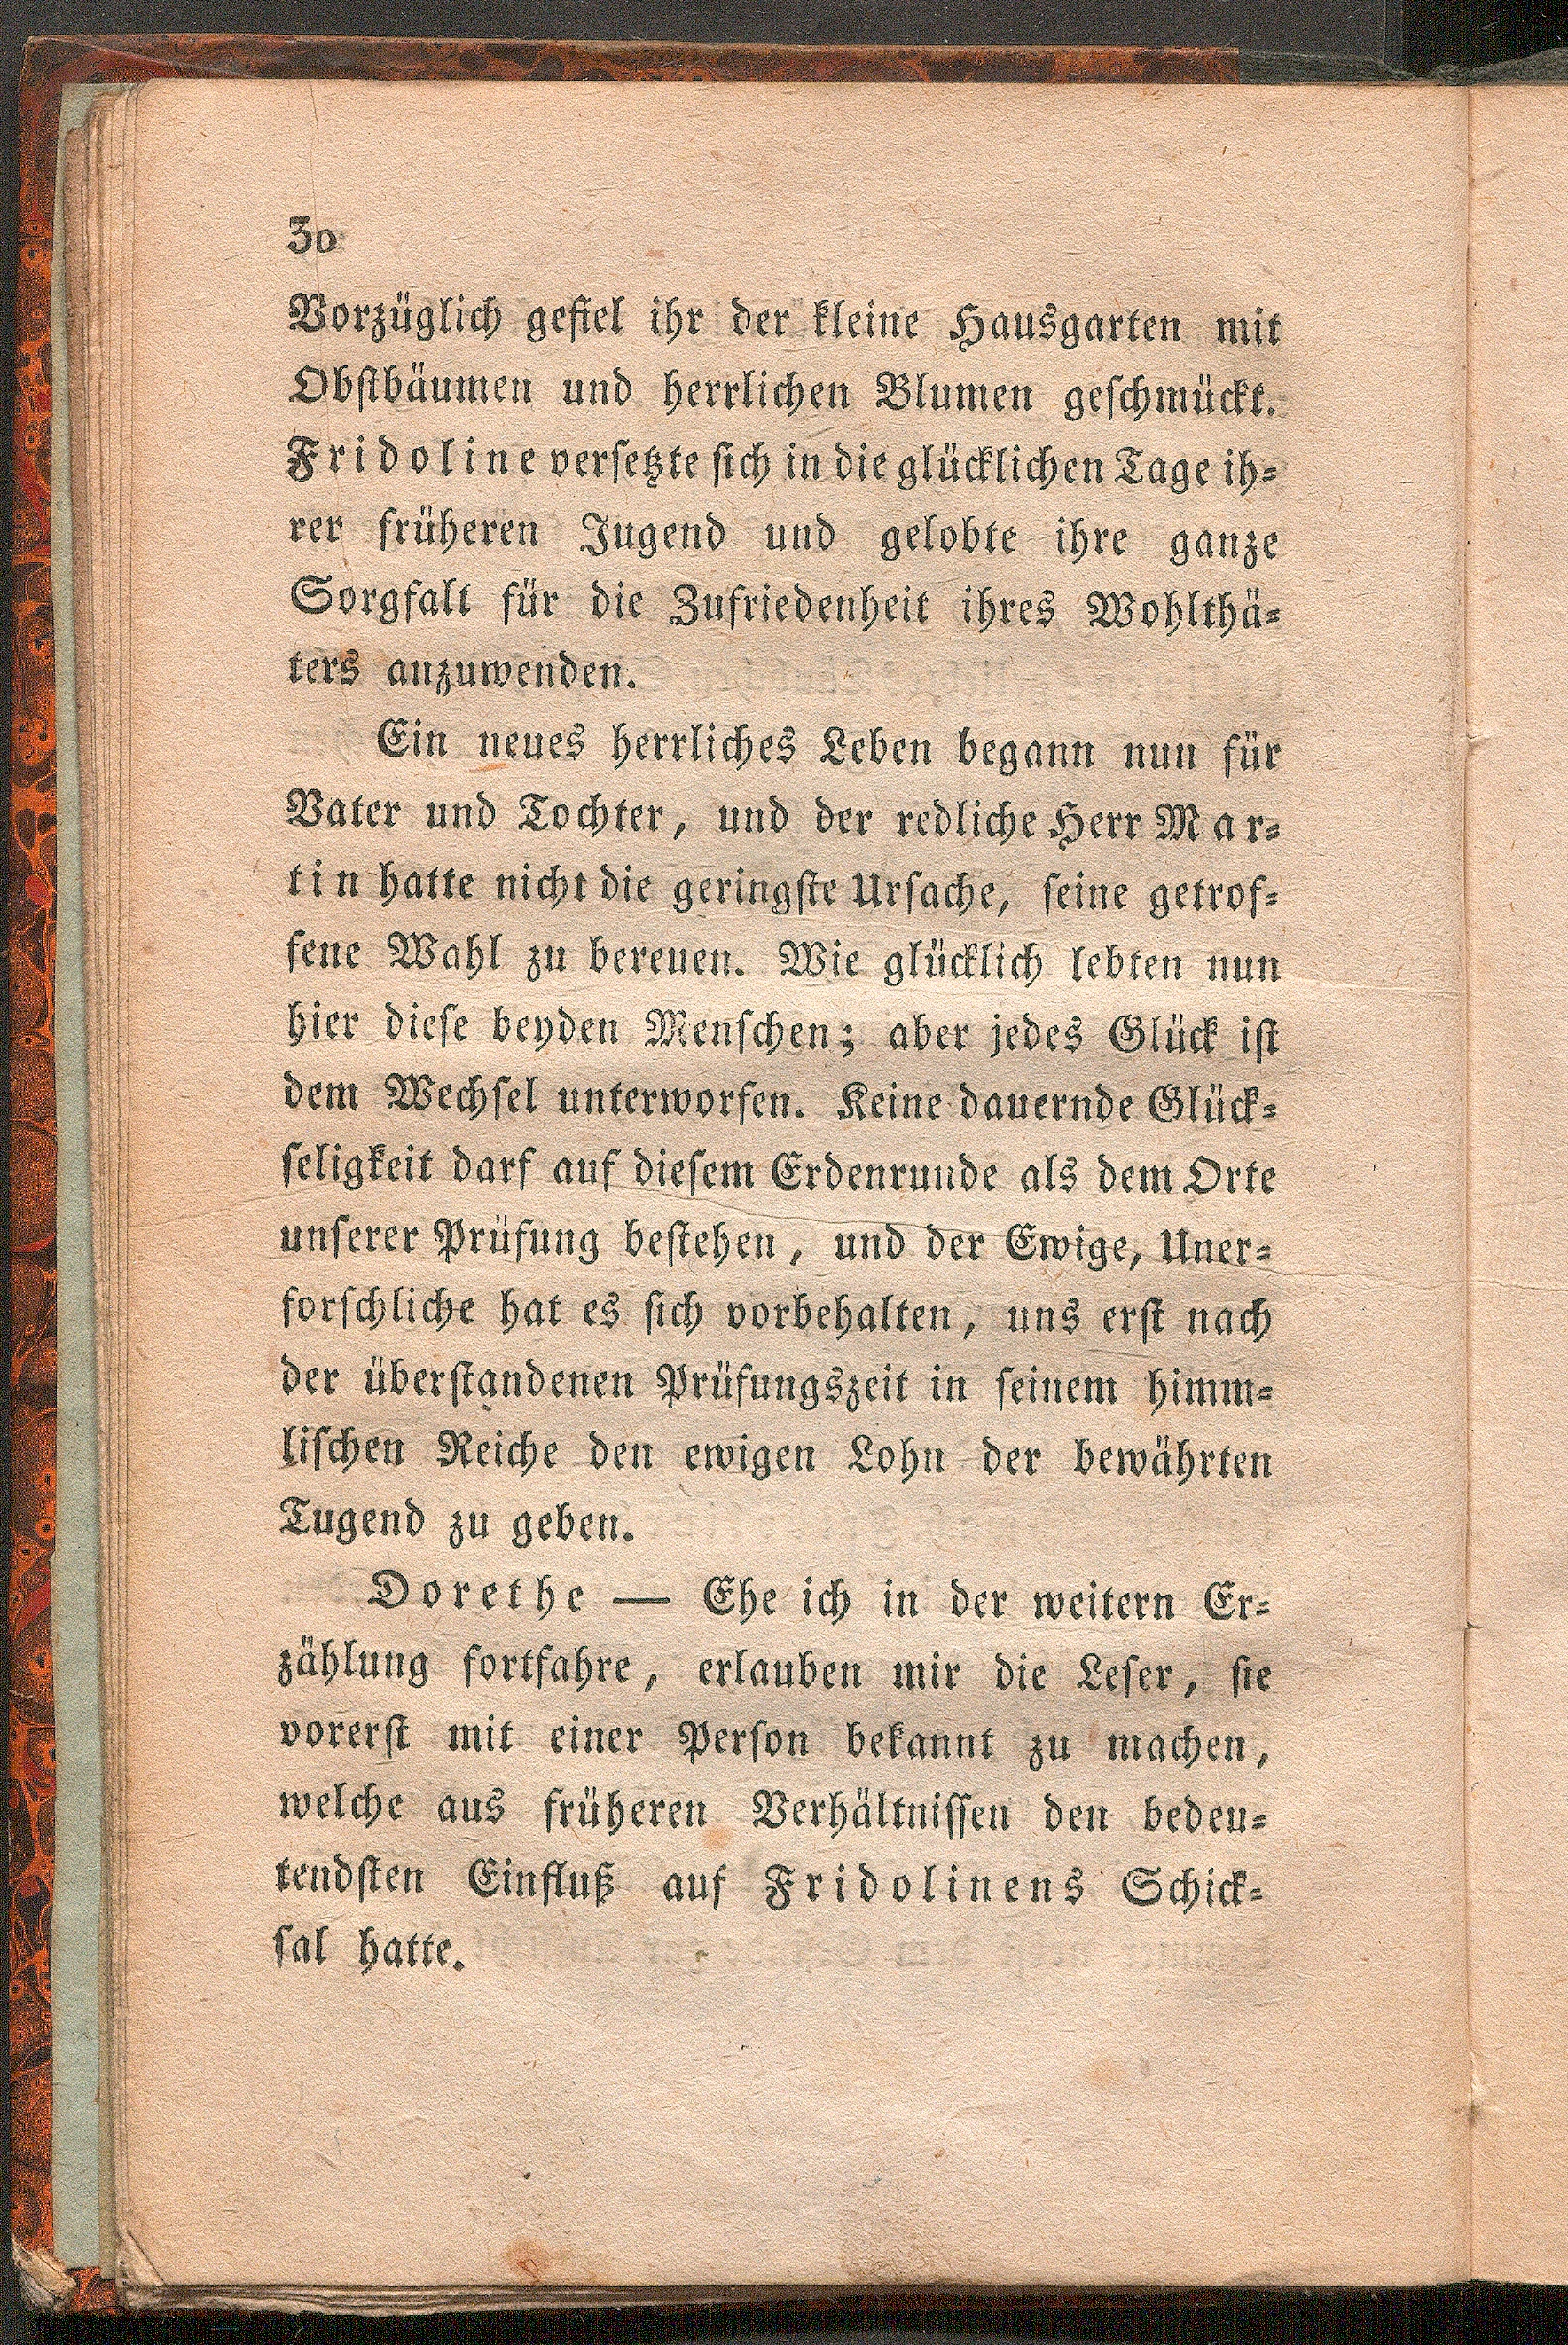 30
Vorzüglich gefiel ihr der kleine Hausgarten mit
Obstbäumen und herrlichen Blumen geschmückt.
Fridoline versetzte sich in die glücklichen Tage ih-
rer früheren Jugend und gelobte ihre ganze
Sorgfalt für die Zufriedenheit ihres Wohlthä-
ters anzuwenden.
Ein neues herrliches Leben begann nun für
Vater und Tochter, und der redliche Herr Mar-
tin hatte nicht die geringste Ursache, seine getrof-
fene Wahl zu bereuen. Wie glücklich lebten nun
hier diese beyden Menschen; aber jedes Glück ist
dem Wechsel unterworfen. Keine dauernde Glück-
seligkeit darf auf diesem Erdenrunde als dem Orte
unserer Prüfung bestehen, und der Ewige, Uner-
forschliche hat es sich vorbehalten, uns erst nach
der überstandenen Prüfungszeit in seinem himm-
lischen Reiche den ewigen Lohn der bewährten
Tugend zu geben.
Dorethe — Ehe ich in der weitern Er-
zählung fortfahre, erlauben mir die Leser, sie
vorerst mit einer Person bekannt zu machen,
welche aus früheren Verhältnissen den bedeu-
tendsten Einfluß auf Fridolinens Schick-
sal hatte.